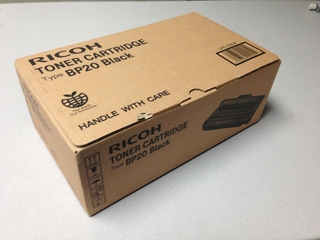 RICOH
TONER CARTRIDGE
Type BP20 Black
HANDLE WITH CARE
RICOH
TONER CARTRIDGE
Type BP20 Black